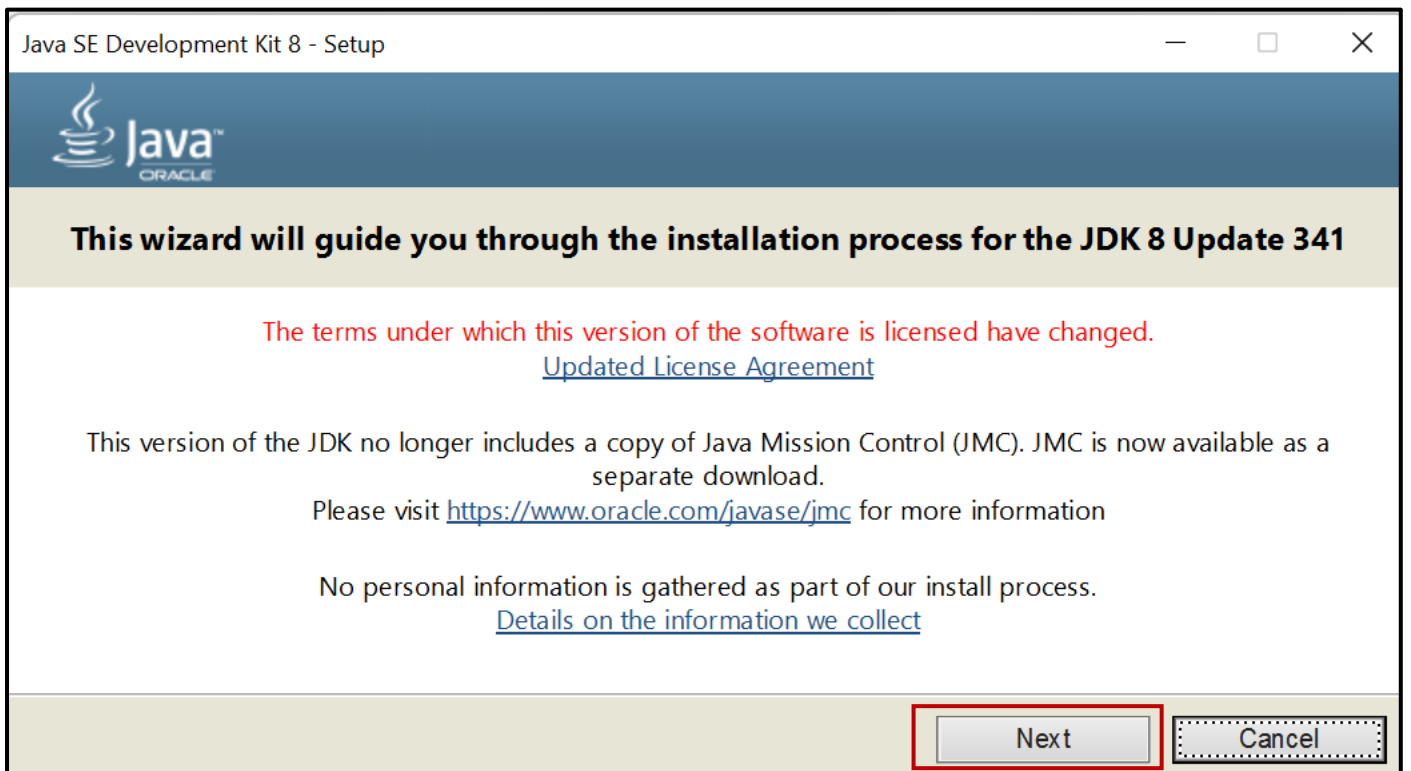 Java SE Development Kit 8 - Setup
Java™
ORACLE
This wizard will guide you through the installation process for the JDK 8 Update 341
The terms under which this version of the software is licensed have changed.
Updated License Agreement
This version of the JDK no longer includes a copy of Java Mission Control (JMC). JMC is now available as a
separate download.
Please visit https://www.oracle.com/javase/jmc for more information
No personal information is gathered as part of our install process.
Details on the information we collect
Next
Cancel